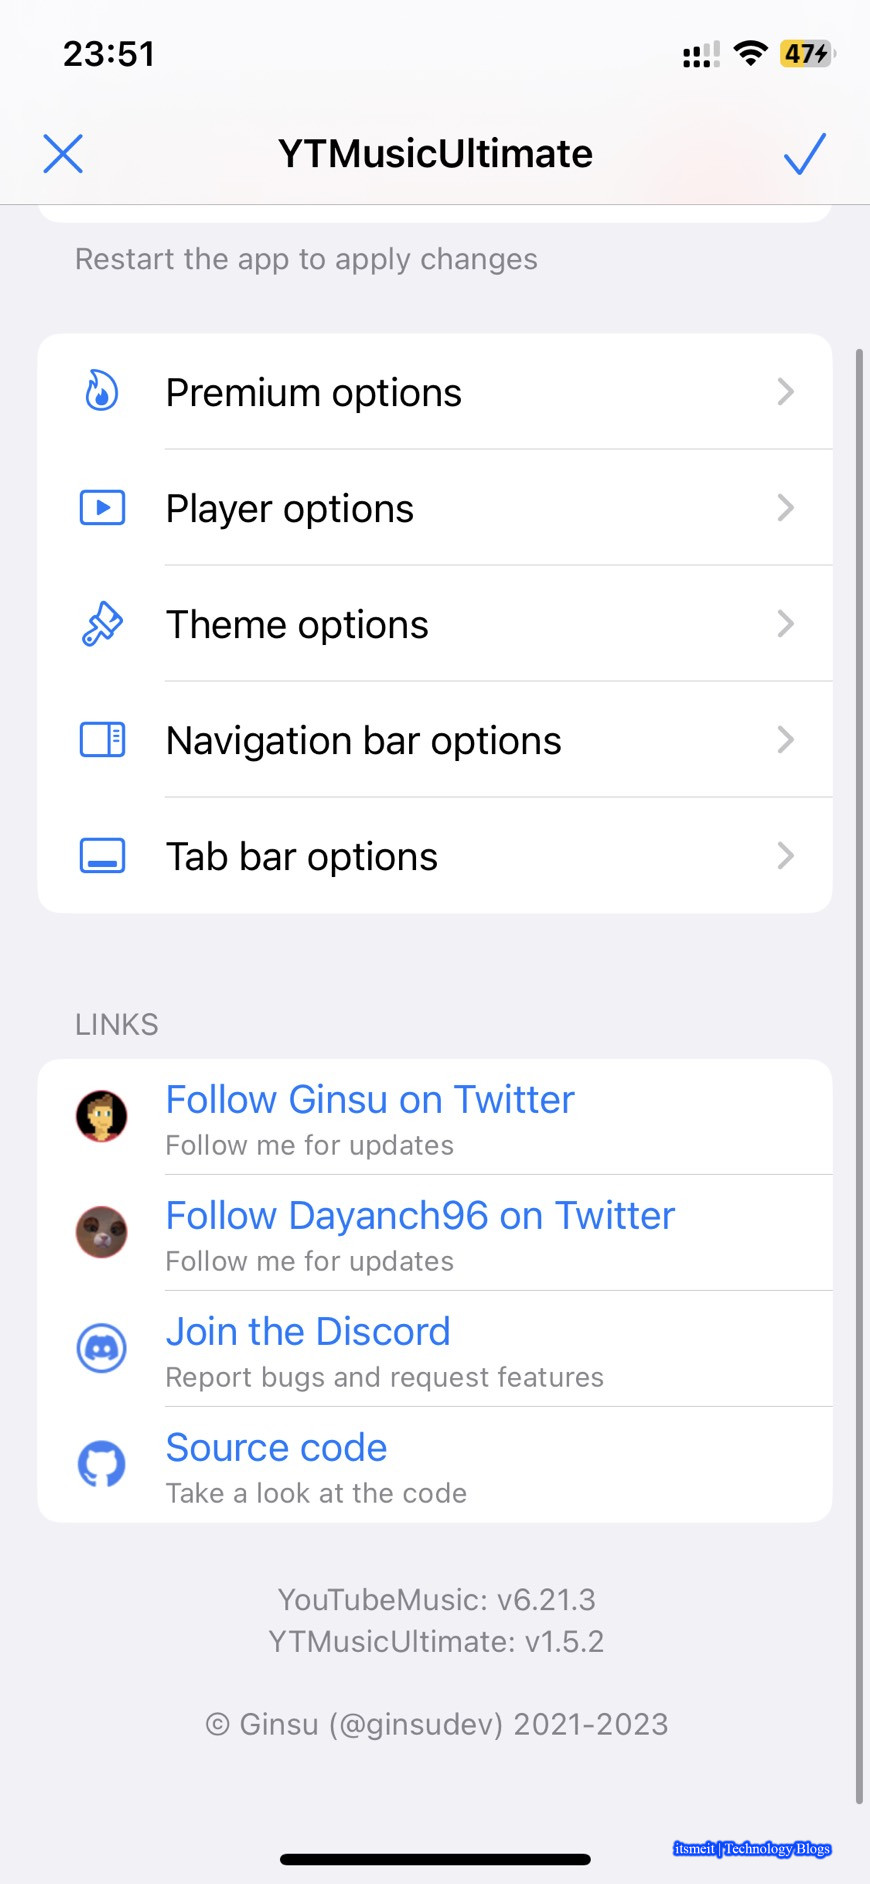 23:51
47
YTMusicUltimate
Restart the app to apply changes
Premium options
Player options
Theme options
Navigation bar options
Tab bar options
LINKS
Follow Ginsu on Twitter
Follow me for updates
Follow Dayanch96 on Twitter
Follow me for updates
Join the Discord
Report bugs and request features
Source code
Take a look at the code
YouTubeMusic: v6.21.3
YTMusicUltimate: v1.5.2
© Ginsu (@ginsudev) 2021-2023
itsmeit | Technology Blogs